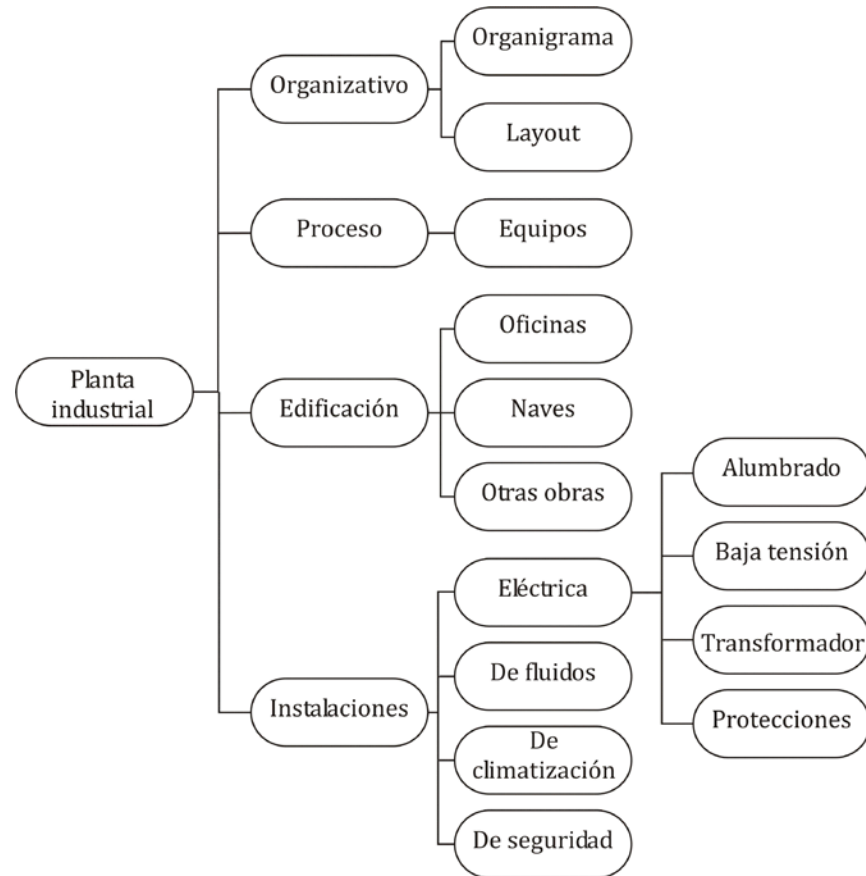 Planta
industrial
Organizativo
Organigrama
Layout
Proceso
Equipos
Edificación
Oficinas
Naves
Otras obras
Instalaciones
Eléctrica
Alumbrado
Baja tensión
Transformador
Protecciones
De fluidos
De
climatización
De seguridad